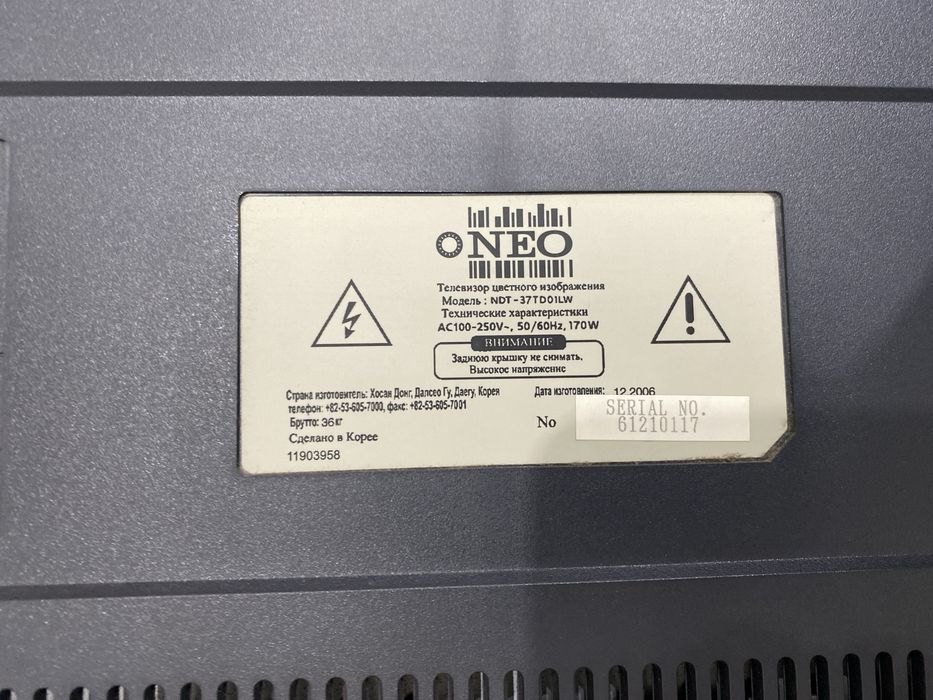 NEO
Телевизор цветного изображения
Модель : NDT-37TD01LW
Технические характеристики
AC100-250V~, 50/60Hz, 170W
ВНИМАНИЕ
Заднюю крышку не снимать,
Высокое напряжение
Страна изготовитель: Хосан Донг, Далсео Гу, Даегу, Корея
телефон: +82-53-605-7000, факс: +82-53-605-7001
Брутто: 36кг
Сделано в Корее
11903958
Дата изготовления: 12.2006
No
SERIAL NO.
61210117